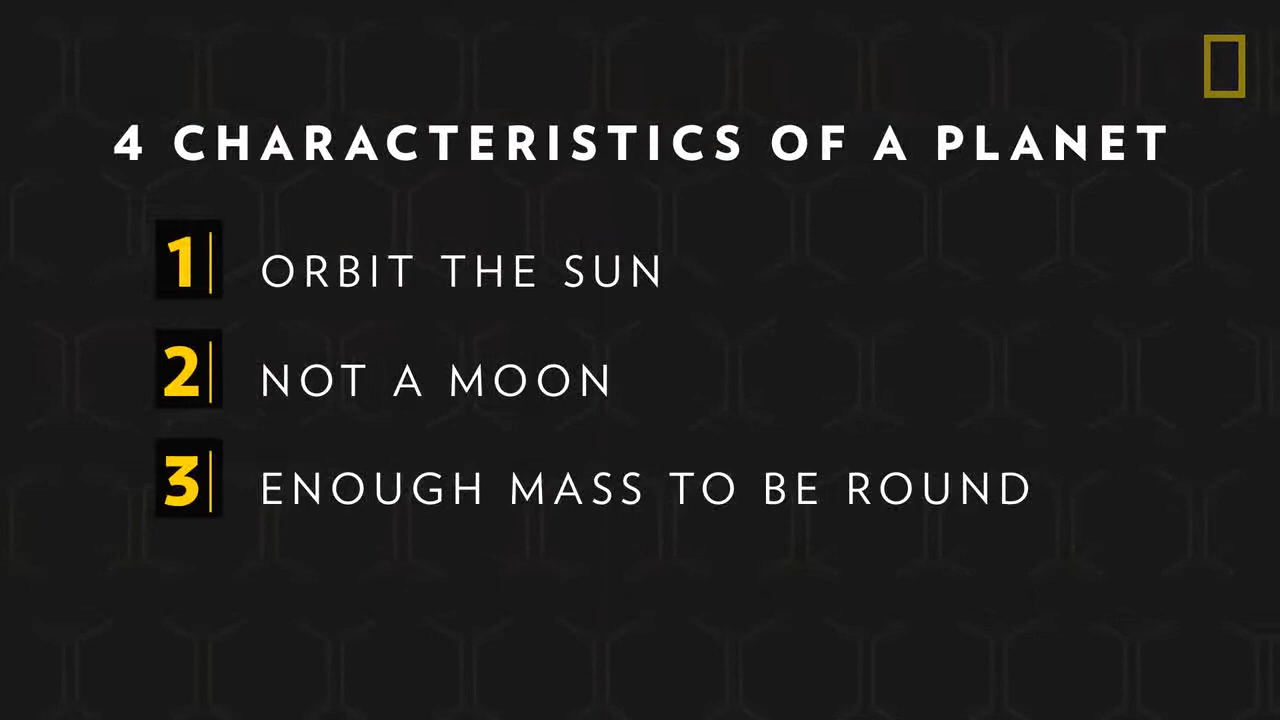 4 CHARACTERISTICS OF A PLANET
1 ORBIT THE SUN
2 NOT A MOON
3 ENOUGH MASS TO BE ROUND